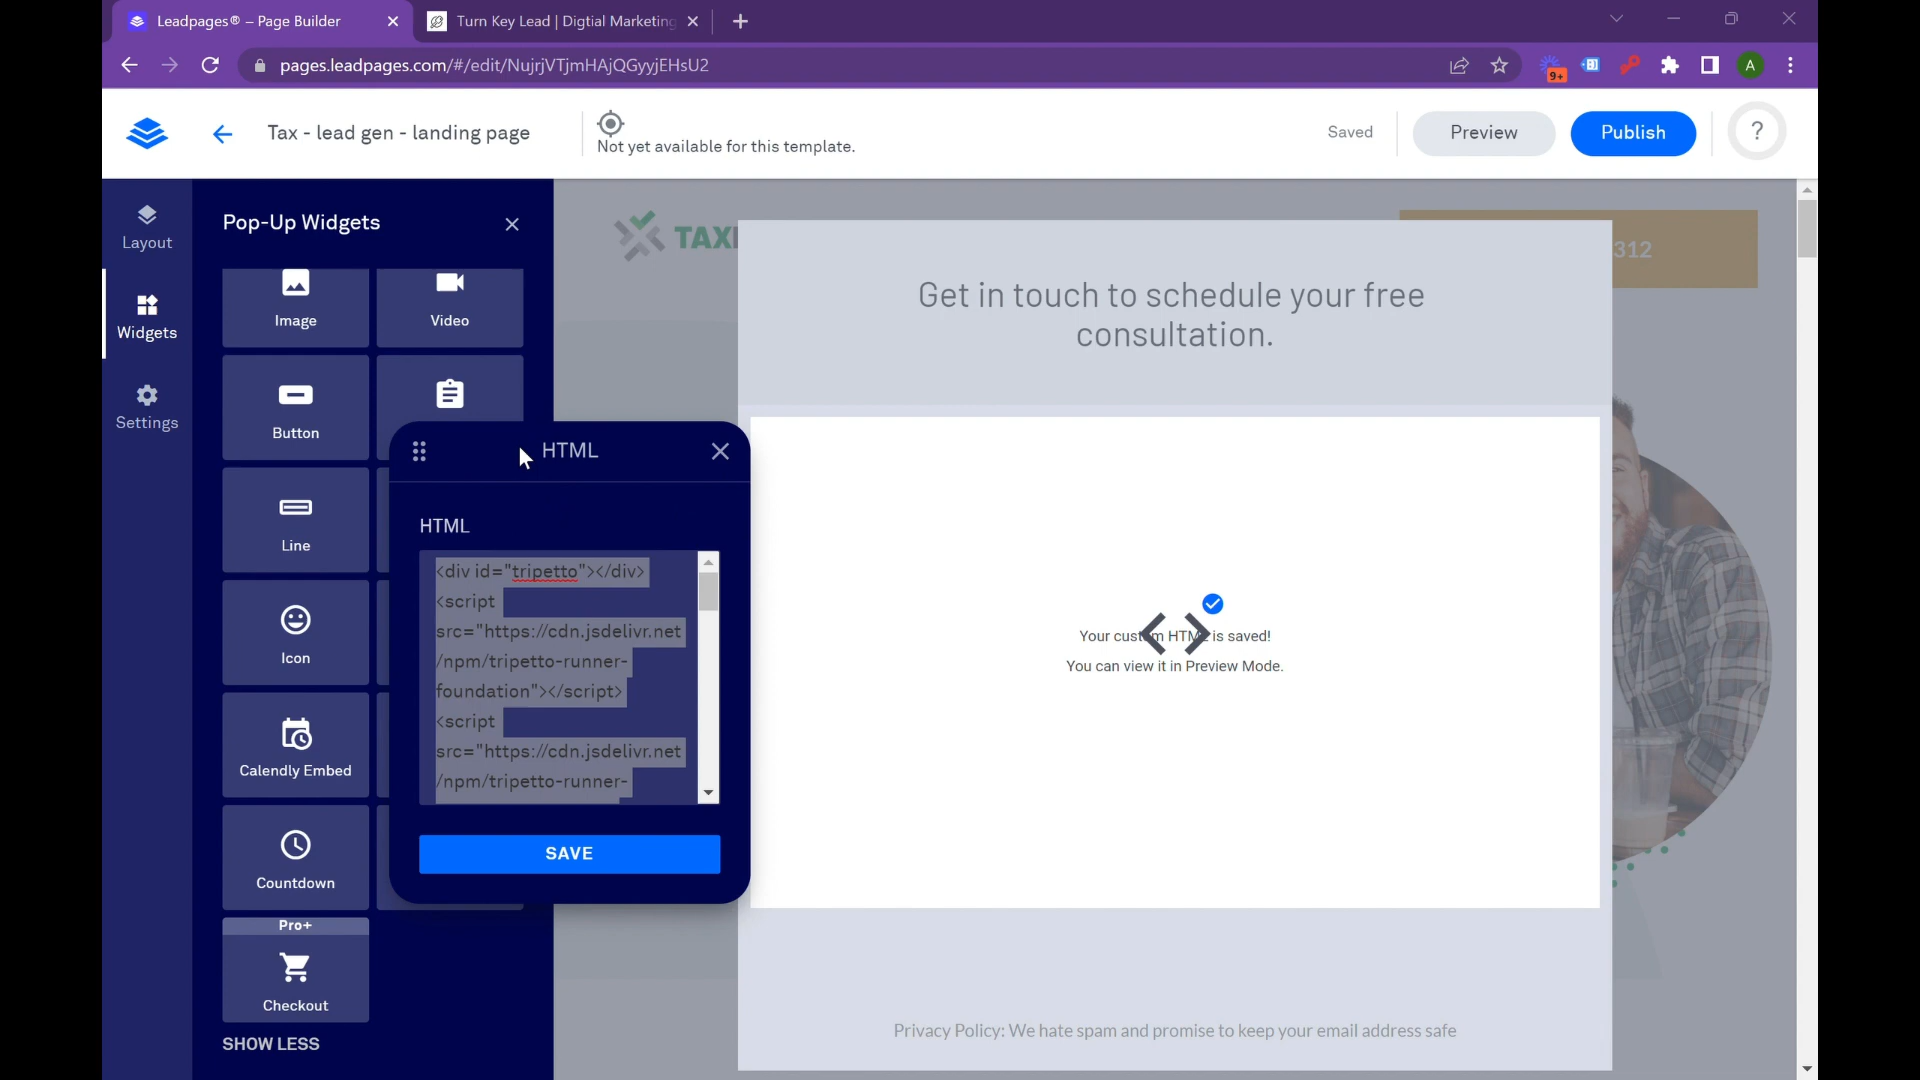 Leadpages® – Page Builder
Turn Key Lead | Digtial Marketing
pages.leadpages.com/#/edit/NujrjVTjmHAjQGyyjEHsU2
9+
A
Tax - lead gen - landing page
Not yet available for this template.
Saved
Preview
Publish
?
Layout
Widgets
Settings
Pop-Up Widgets
Image
Video
Button
Line
Icon
Calendly Embed
Countdown
Pro+
Checkout
SHOW LESS
HTML
HTML
<div id="tripetto"></div>
<script
src="https://cdn.jsdelivr.net
/npm/tripetto-runner-
foundation"></script>
<script
src="https://cdn.jsdelivr.net
/npm/tripetto-runner-
SAVE
TAX
312
Get in touch to schedule your free
consultation.
Your custom HTML is saved!
You can view it in Preview Mode.
Privacy Policy: We hate spam and promise to keep your email address safe